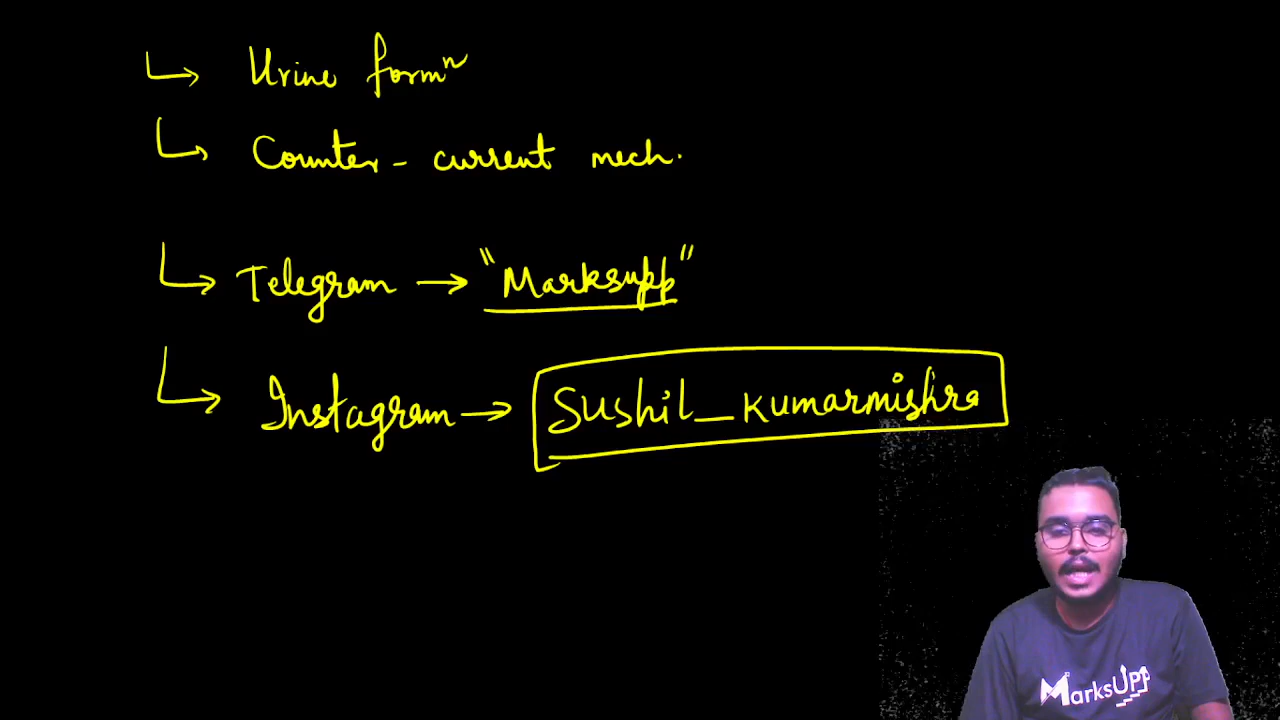 Urine formⁿ
Counter - current mech.
Telegram → "Marksupp"
Instagram → Sushil_kumarmishra
MarksUPP